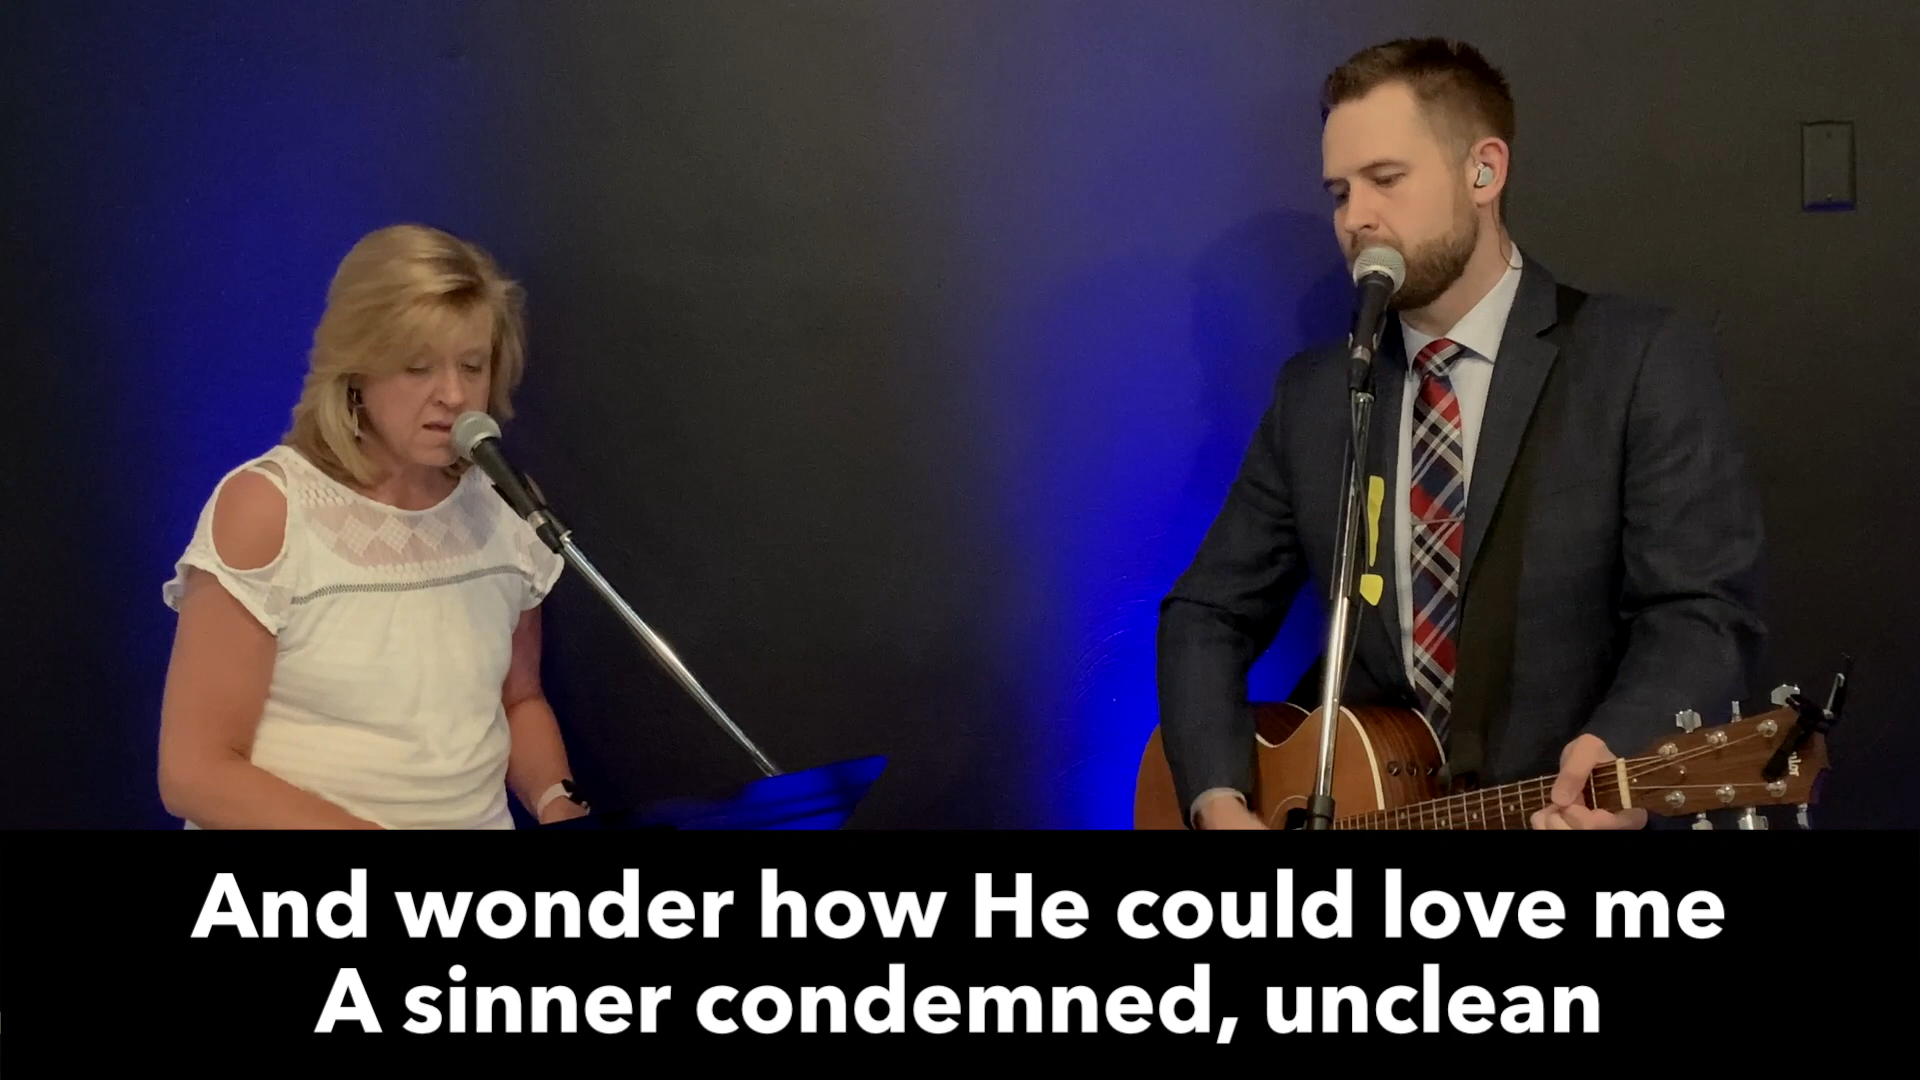 And wonder how He could love me
A sinner condemned, unclean